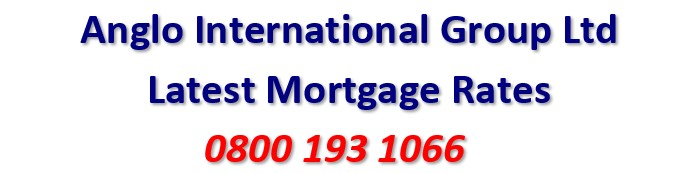 Anglo International Group Ltd
Latest Mortgage Rates
0800 193 1066